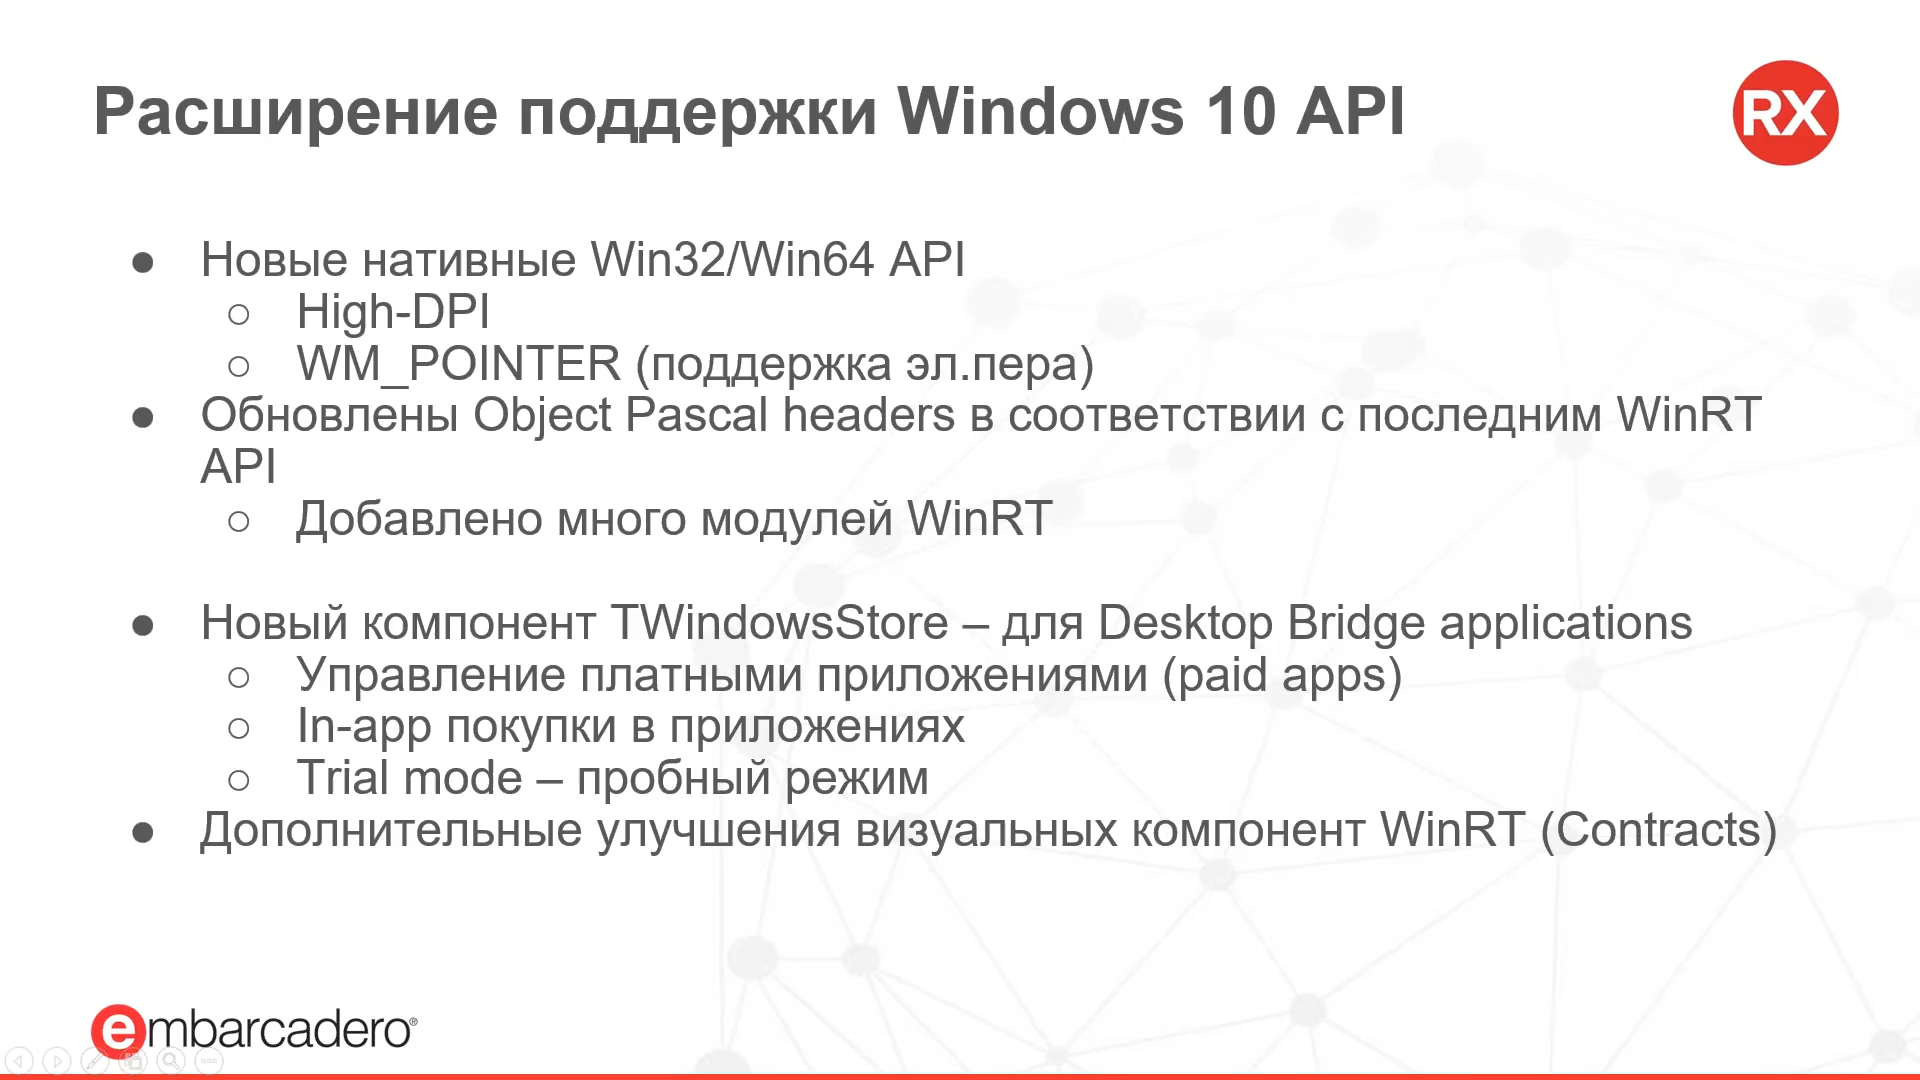 Расширение поддержки Windows 10 API
RX
● Новые нативные Win32/Win64 API
○ High-DPI
○ WM_POINTER (поддержка эл.пера)
● Обновлены Object Pascal headers в соответствии с последним WinRT
API
○ Добавлено много модулей WinRT
● Новый компонент TWindowsStore – для Desktop Bridge applications
○ Управление платными приложениями (paid apps)
○ In-app покупки в приложениях
○ Trial mode – пробный режим
● Дополнительные улучшения визуальных компонент WinRT (Contracts)
embarcadero®